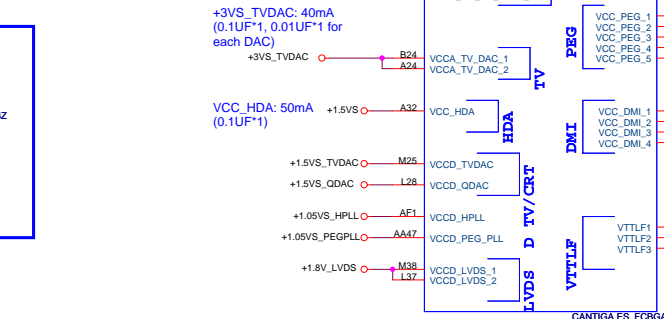 +3VS_TVDAC: 40mA
(0.1UF*1, 0.01UF*1 for
each DAC)
+3VS_TVDAC
B24
A24
VCCA_TV_DAC_1
VCCA_TV_DAC_2
TV
VCC_HDA: 50mA
(0.1UF*1)
+1.5VS
A32
VCC_HDA
HDA
+1.5VS_TVDAC
M25
VCCD_TVDAC
+1.5VS_QDAC
L28
VCCD_QDAC
D TV/CRT
+1.05VS_HPLL
AF1
VCCD_HPLL
+1.05VS_PEGPLL
AA47
VCCD_PEG_PLL
+1.8V_LVDS
M38
L37
VCCD_LVDS_1
VCCD_LVDS_2
LVDS
PEG
VCC_PEG_1
VCC_PEG_2
VCC_PEG_3
VCC_PEG_4
VCC_PEG_5
DMI
VCC_DMI_1
VCC_DMI_2
VCC_DMI_3
VCC_DMI_4
VTTLF
VTTLF1
VTTLF2
VTTLF3